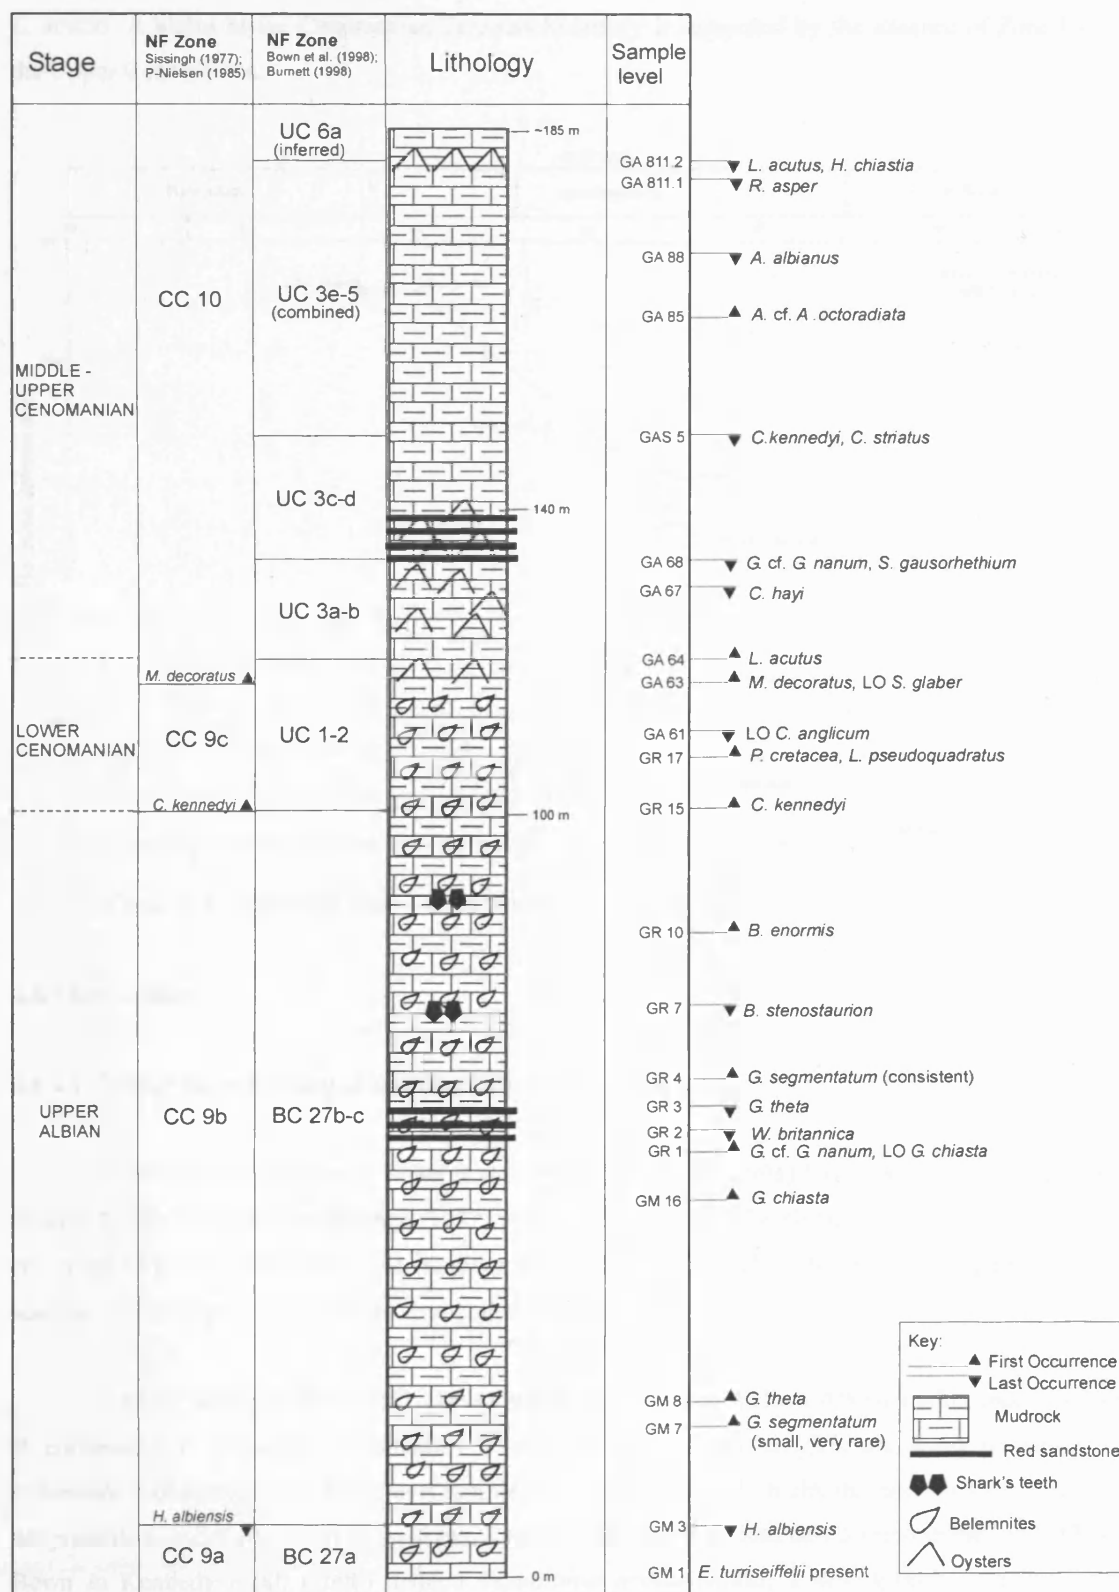 Stage
NF Zone
Sissingh (1977);
P-Nielsen (1985)
NF Zone
Bown et al. (1998);
Burnett (1998)
Lithology
Sample
level
MIDDLE -
UPPER
CENOMANIAN
LOWER
CENOMANIAN
UPPER
ALBIAN
CC 10
M. decoratus
CC 9c
C. kennedyi
CC 9b
H. albiensis
CC 9a
UC 6a
(inferred)
UC 3e-5
(combined)
UC 3c-d
UC 3a-b
UC 1-2
BC 27b-c
BC 27a
~185 m
140 m
100 m
0 m
GA 811.2 L. acutus, H. chiastia
GA 811.1 R. asper
GA 88 A. albianus
GA 85 A. cf. A .octoradiata
GAS 5 C.kennedyi, C. striatus
GA 68 G. cf. G. nanum, S. gausorhethium
GA 67 C. hayi
GA 64 L. acutus
GA 63 M. decoratus, LO S. glaber
GA 61 LO C. anglicum
GR 17 P. cretacea, L. pseudoquadratus
GR 15 C. kennedyi
GR 10 B. enormis
GR 7 B. stenostaurion
GR 4 G. segmentatum (consistent)
GR 3 G. theta
GR 2 W. britannica
GR 1 G. cf. G. nanum, LO G. chiasta
GM 16 G. chiasta
GM 8 G. theta
GM 7 G. segmentatum
(small, very rare)
GM 3 H. albiensis
GM 1 E. turriseiffelii present
Key:
First Occurrence
Last Occurrence
Mudrock
Red sandstone
Shark's teeth
Belemnites
Oysters